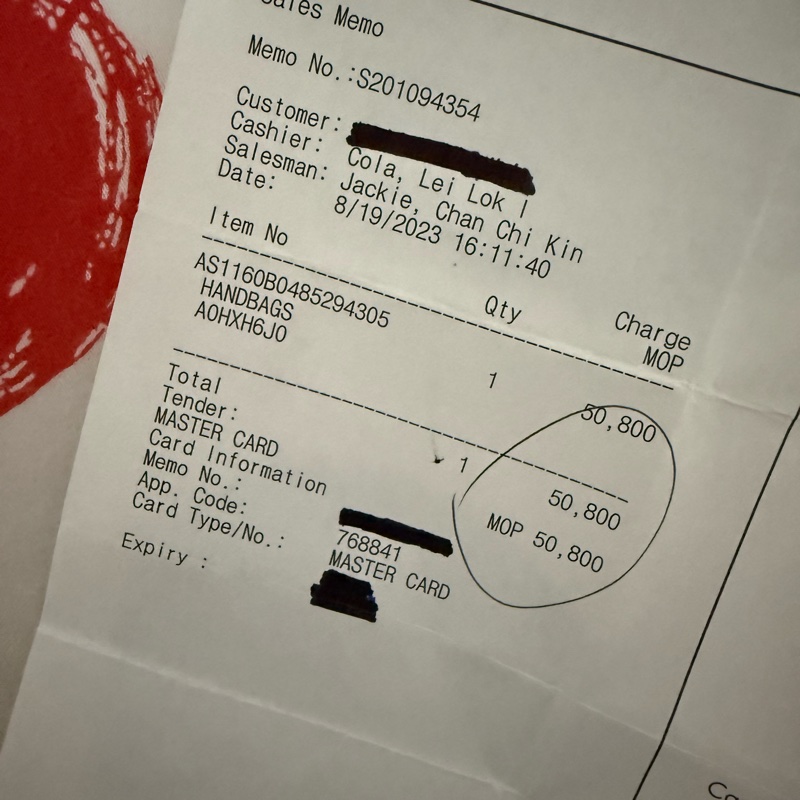 Sales Memo
Memo No.:S201094354
Customer:
Cashier: Cola, Lei Lok I
Salesman: Jackie, Chan Chi Kin
Date: 8/19/2023 16:11:40
Item No Qty Charge
MOP
AS1160B0485294305 1 50,800
HANDBAGS
A0HXH6J0
Total 1 50,800
Tender: MOP 50,800
MASTER CARD
Card Information
Memo No.:
App. Code: 768841
Card Type/No.: MASTER CARD
Expiry :